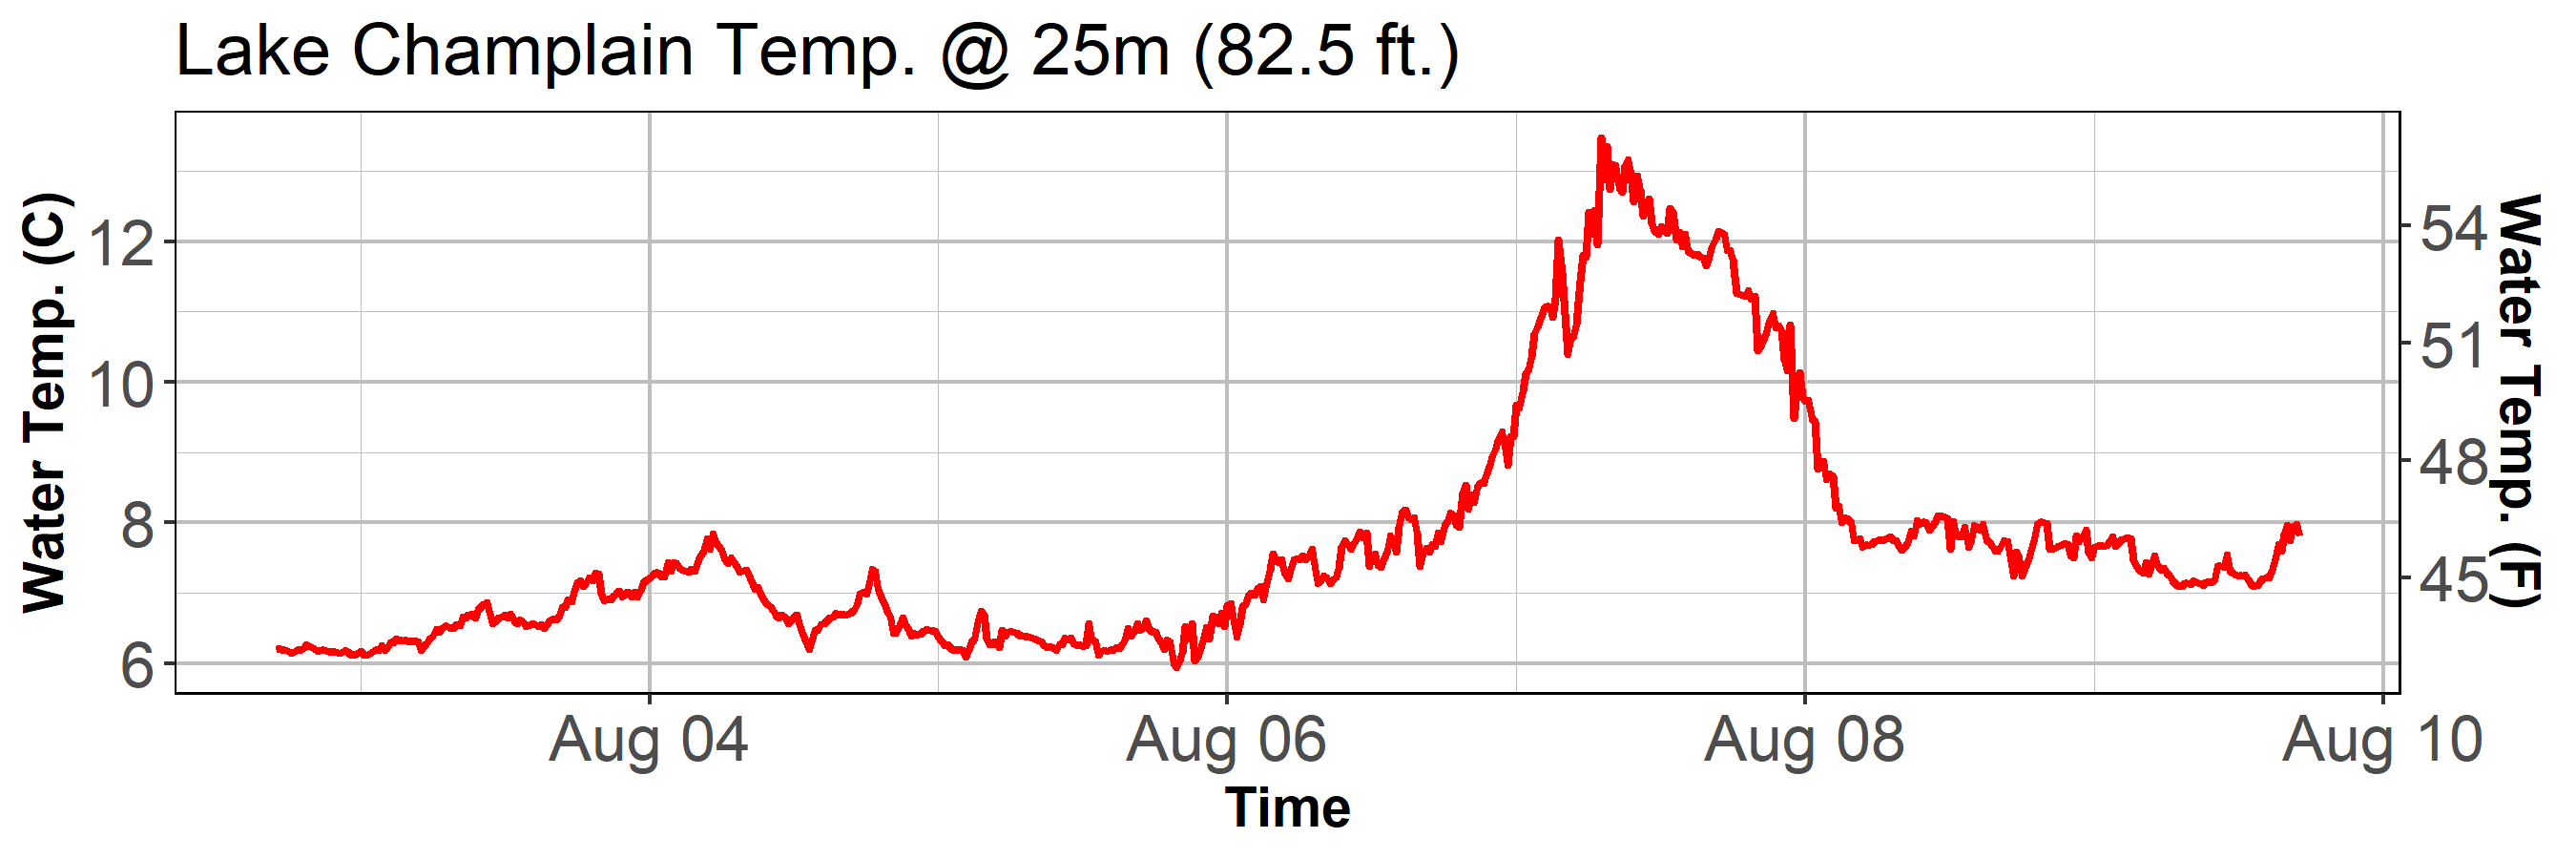 Lake Champlain Temp. @ 25m (82.5 ft.)
Water Temp. (C)
12
10
8
6
54
51
48
45
Water Temp. (F)
Aug 04
Aug 06
Aug 08
Aug 10
Time